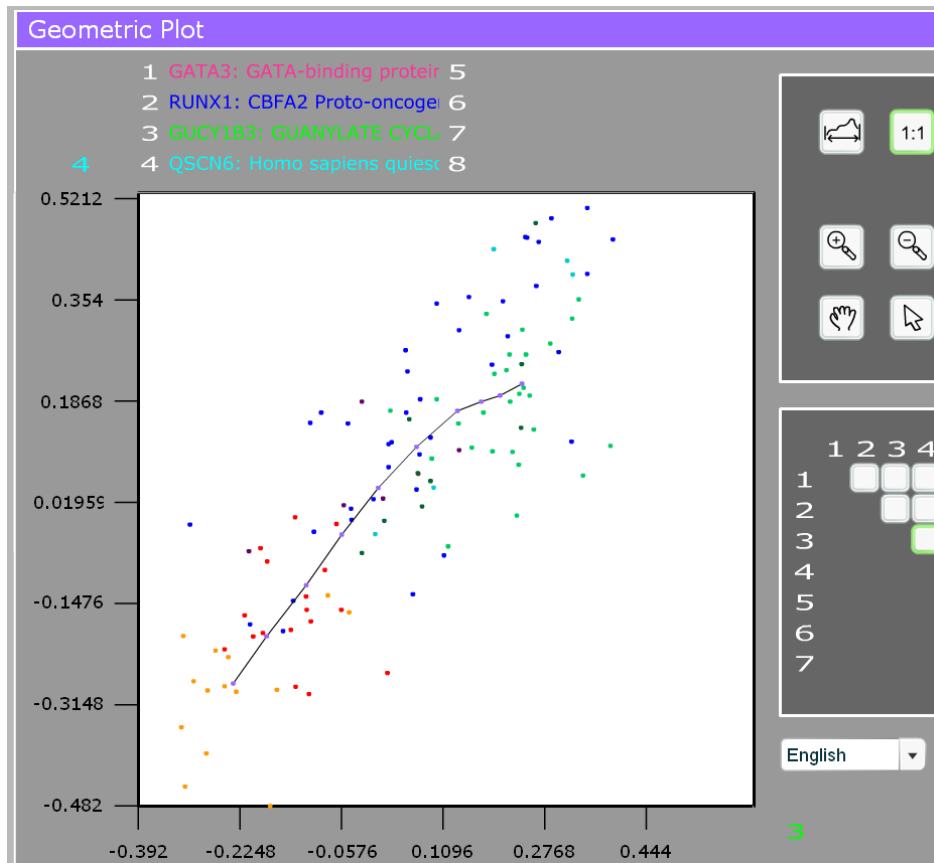 Geometric Plot
1 GATA3: GATA-binding protein 5
2 RUNX1: CBFA2 Proto-oncoge 6
3 GUCY1B3: GUANYLATE CYCL 7
4 4 QSCN6: Homo sapiens quiesc 8
1:1
0.5212
0.354
0.1868
0.01959
-0.1476
-0.3148
-0.482
-0.392 -0.2248 -0.0576 0.1096 0.2768 0.444
1 2 3 4
1
2
3
4
5
6
7
English
3